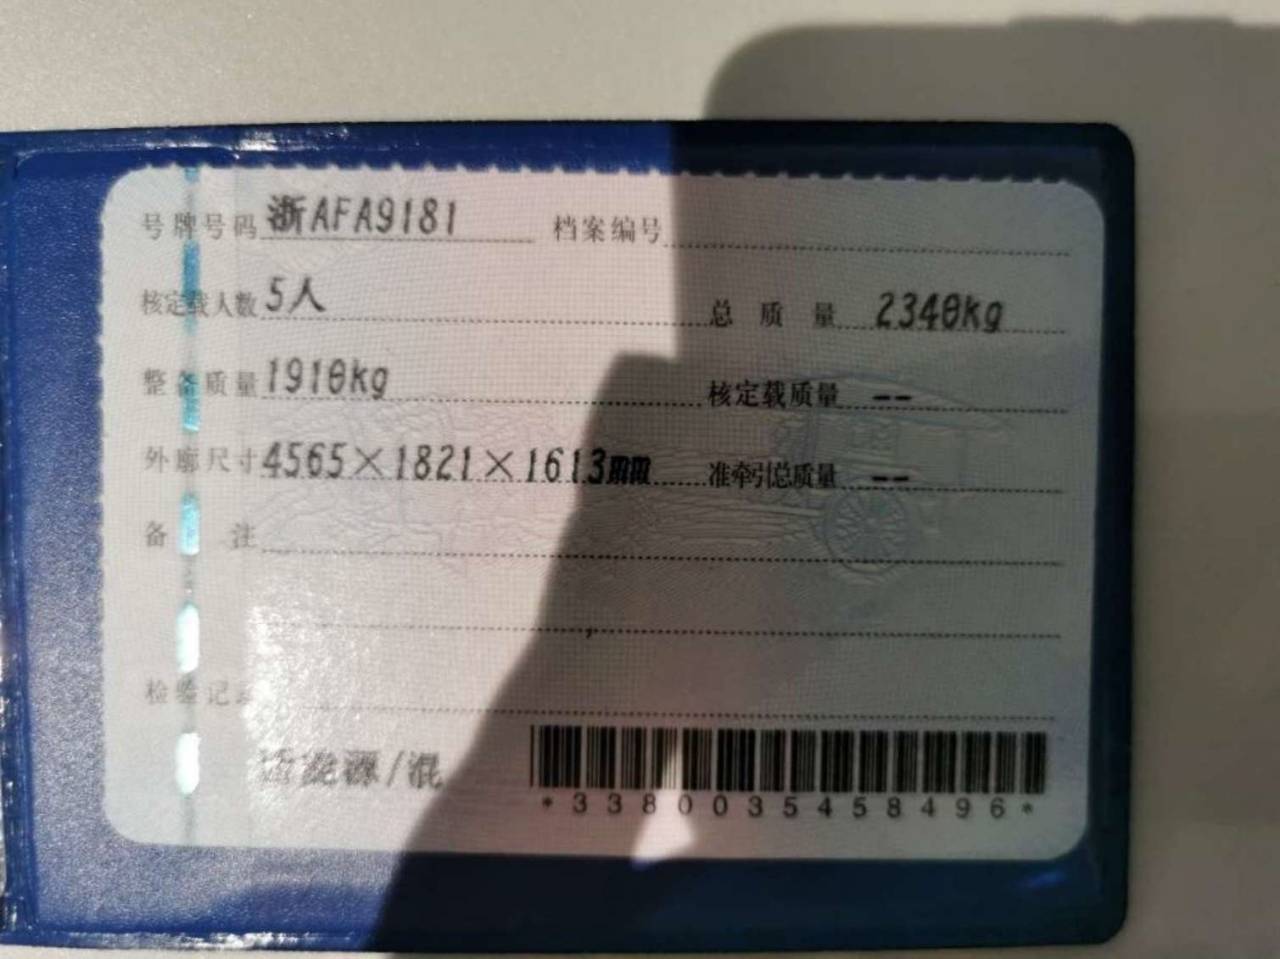 号牌号码 浙AFA9181 档案编号
核定载人数 5人 总质量 2340kg
整备质量 1910kg 核定载质量 --
外廓尺寸 4565×1821×1613mm 准牵引总质量 --
备注
检验记录
源/混
*3380035458496*